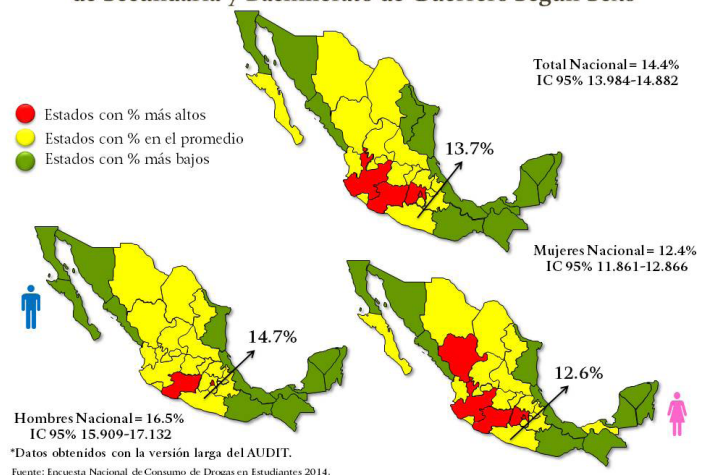 de Secundaria y Bachillerato de Guerrero Según Sexo
Total Nacional= 14.4%
IC 95% 13.984-14.882
Estados con % más altos
Estados con % en el promedio
Estados con % más bajos
13.7%
Mujeres Nacional= 12.4%
IC 95% 11.861-12.866
14.7%
12.6%
Hombres Nacional= 16.5%
IC 95% 15.909-17.132
*Datos obtenidos con la versión larga del AUDIT.
Fuente: Encuesta Nacional de Consumo de Drogas en Estudiantes 2014.